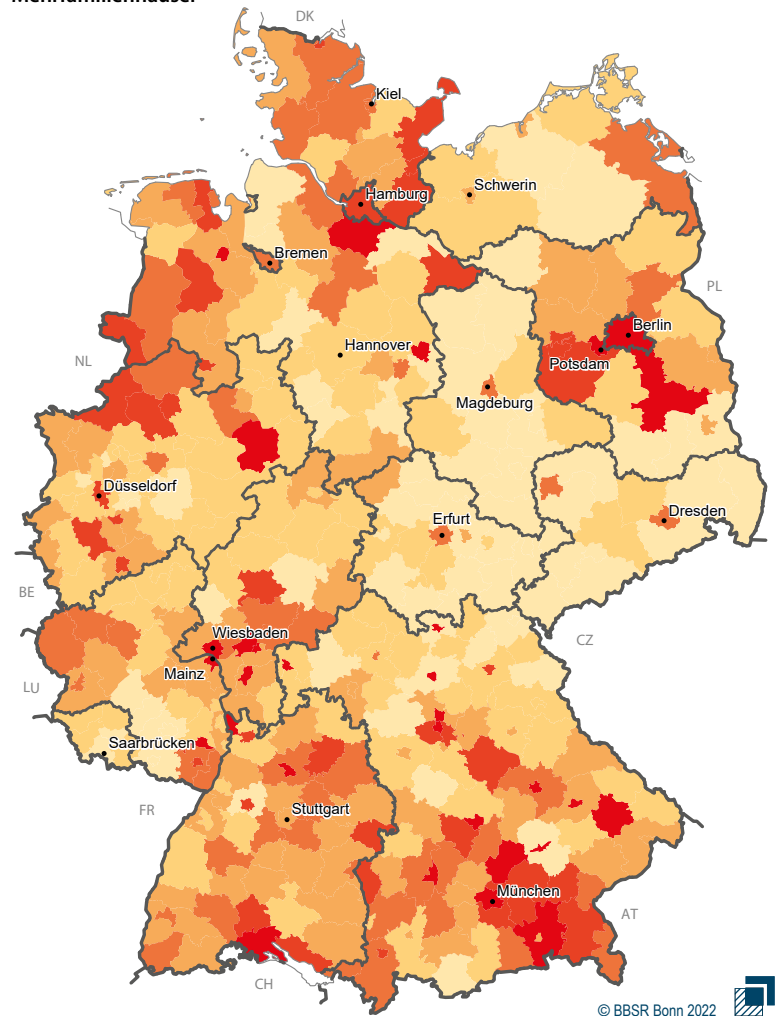 Mehrfamilienhäuser
DK
Kiel
Hamburg
Schwerin
Bremen
PL
Berlin
Hannover
NL
Potsdam
Magdeburg
Düsseldorf
Dresden
Erfurt
BE
Wiesbaden
CZ
Mainz
LU
Saarbrücken
FR
Stuttgart
München
AT
CH
© BBSR Bonn 2022